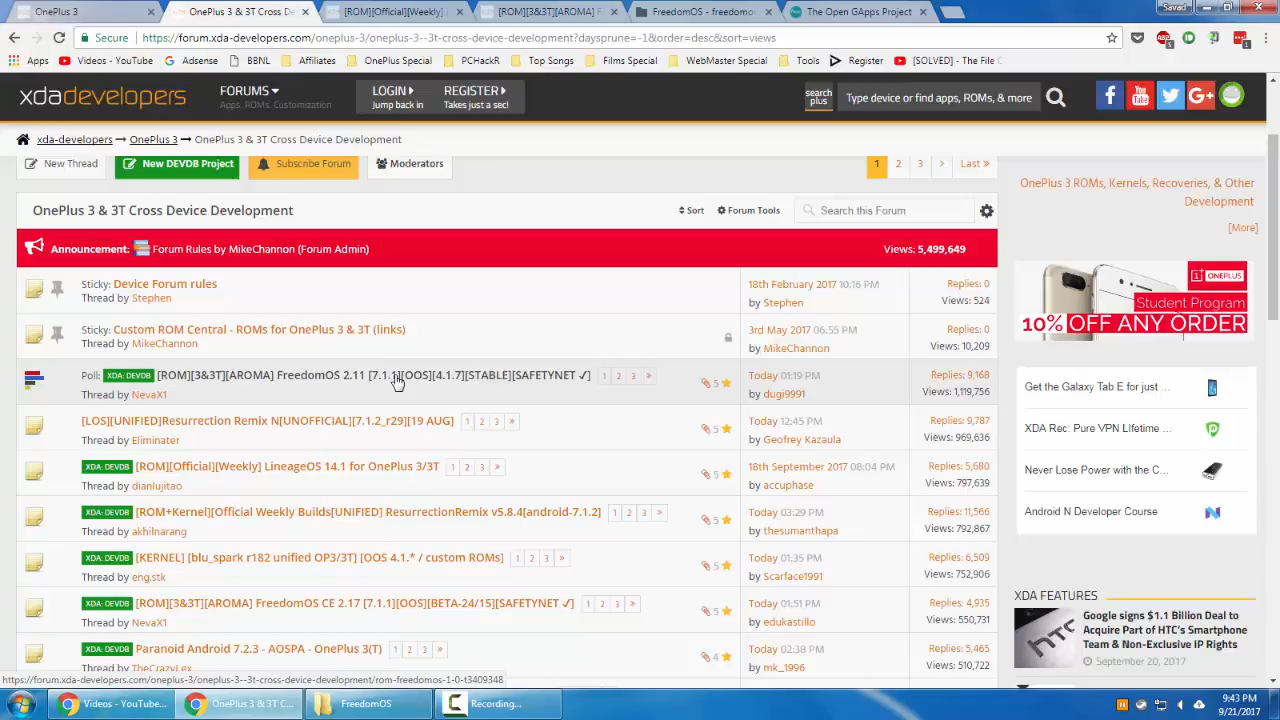 OnePlus 3
OnePlus 3 & 3T Cross Dev
[ROM][Official][Weekly]
[ROM][3&3T][AROMA] F
FreedomOS - freedomo
The Open GApps Project
Savad
Secure
https://forum.xda-developers.com/oneplus-3/oneplus-3--3t-cross-device-development?daysprune=-1&order=desc&sort=views
Apps
Videos - YouTube
Adsense
BBNL
Affiliates
OnePlus Special
PCHackR
Top Songs
Films Special
WebMaster Special
Tools
Register
[SOLVED] - The File C
xdadevelopers
FORUMS
Apps, ROMs, Customization
LOGIN
Jump back in
REGISTER
Takes just a sec!
search plus
Type device or find apps, ROMs, & more
xda-developers → OnePlus 3 → OnePlus 3 & 3T Cross Device Development
New Thread
New DEVDB Project
Subscribe Forum
Moderators
1 2 3 > Last »
OnePlus 3 & 3T Cross Device Development
Sort
Forum Tools
Search this Forum
Announcement: Forum Rules by MikeChannon (Forum Admin)
Views: 5,499,649
Sticky: Device Forum rules
Thread by Stephen
18th February 2017 10:16 PM
by Stephen
Replies: 0
Views: 524
Sticky: Custom ROM Central - ROMs for OnePlus 3 & 3T (links)
Thread by MikeChannon
3rd May 2017 06:55 PM
by MikeChannon
Replies: 0
Views: 10,209
Poll: XDA: DEVDB [ROM][3&3T][AROMA] FreedomOS 2.11 [7.1.1][OOS][4.1.7][STABLE][SAFETYNET ✓] 1 2 3 »
Thread by NevaX1
5
Today 01:19 PM
by dugi9991
Replies: 9,168
Views: 1,119,756
[LOS][UNIFIED]Resurrection Remix N[UNOFFICIAL][7.1.2_r29][19 AUG] 1 2 3 »
Thread by Eliminater
5
Today 12:45 PM
by Geofrey Kazaula
Replies: 9,787
Views: 969,636
XDA: DEVDB [ROM][Official][Weekly] LineageOS 14.1 for OnePlus 3/3T 1 2 3 »
Thread by dianlujitao
5
18th September 2017 08:04 PM
by accuphase
Replies: 5,680
Views: 797,639
XDA: DEVDB [ROM+Kernel][Official Weekly Builds[UNIFIED] ResurrectionRemix v5.8.4[android-7.1.2] 1 2 3 »
Thread by akhilnarang
5
Today 03:29 PM
by thesumanthapa
Replies: 11,566
Views: 792,867
XDA: DEVDB [KERNEL] [blu_spark r182 unified OP3/3T] [OOS 4.1.* / custom ROMs] 1 2 3 »
Thread by eng.stk
5
Today 01:35 PM
by Scarface1991
Replies: 6,509
Views: 752,906
XDA: DEVDB [ROM][3&3T][AROMA] FreedomOS CE 2.17 [7.1.1][OOS][BETA-24/15][SAFETYNET ✓] 1 2 3 »
Thread by NevaX1
5
Today 01:51 PM
by edukastillo
Replies: 4,935
Views: 550,731
XDA: DEVDB Paranoid Android 7.2.3 - AOSPA - OnePlus 3(T) 1 2 3 »
Thread by TheCrazyLex
4
Today 02:38 PM
by mk_1996
Replies: 5,465
Views: 510,722
OnePlus 3 ROMs, Kernels, Recoveries, & Other
Development
[More]
ONEPLUS
Student Program
10% OFF ANY ORDER
Get the Galaxy Tab E for just ...
XDA Rec: Pure VPN Lifetime ...
Never Lose Power with the C...
Android N Developer Course
XDA FEATURES
Google signs $1.1 Billion Deal to
Acquire Part of HTC's Smartphone
Team & Non-Exclusive IP Rights
September 20, 2017
htc
https://forum.xda-developers.com/oneplus-3/oneplus-3--3t-cross-device-development/rom-freedomos-1-0-t3409348
Videos - YouTube...
OnePlus 3 & 3T C...
FreedomOS
Recording...
9:43 PM
9/21/2017